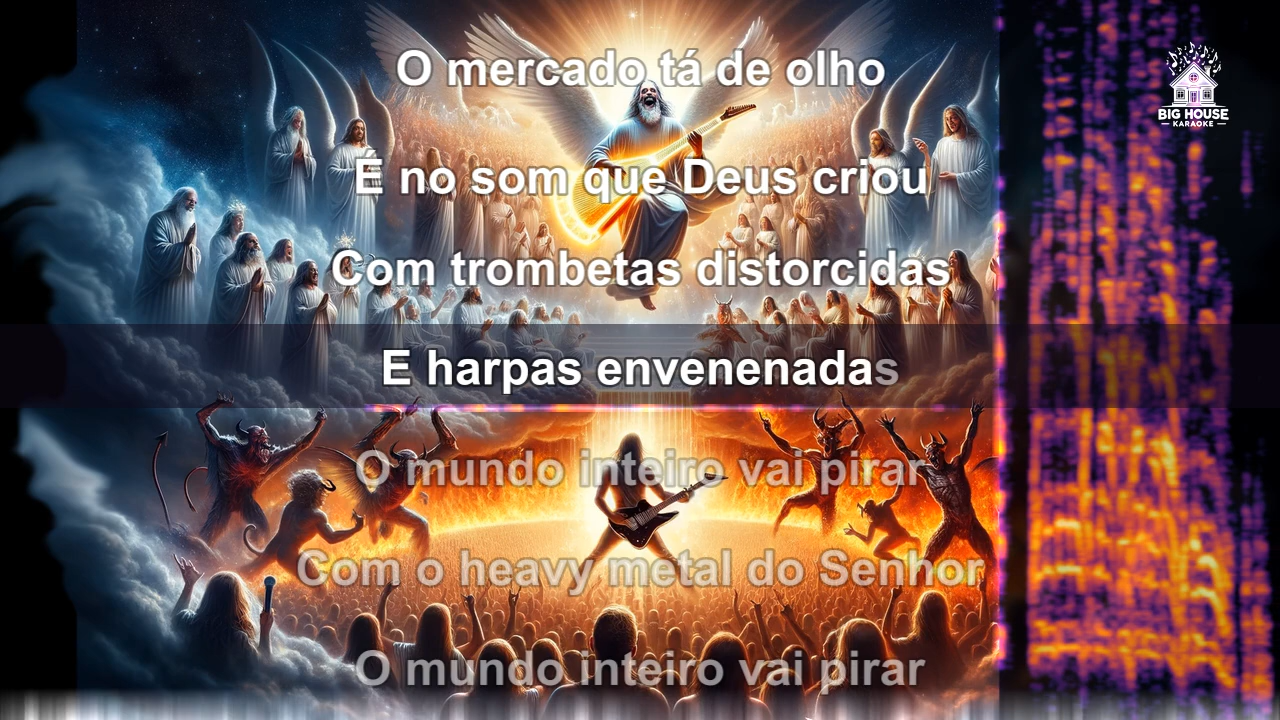 O mercado tá de olho
BIG HOUSE
KARAOKE
É no som que Deus criou
Com trombetas distorcidas
E harpas envenenadas
O mundo inteiro vai pirar
Com o heavy metal do Senhor
O mundo inteiro vai pirar